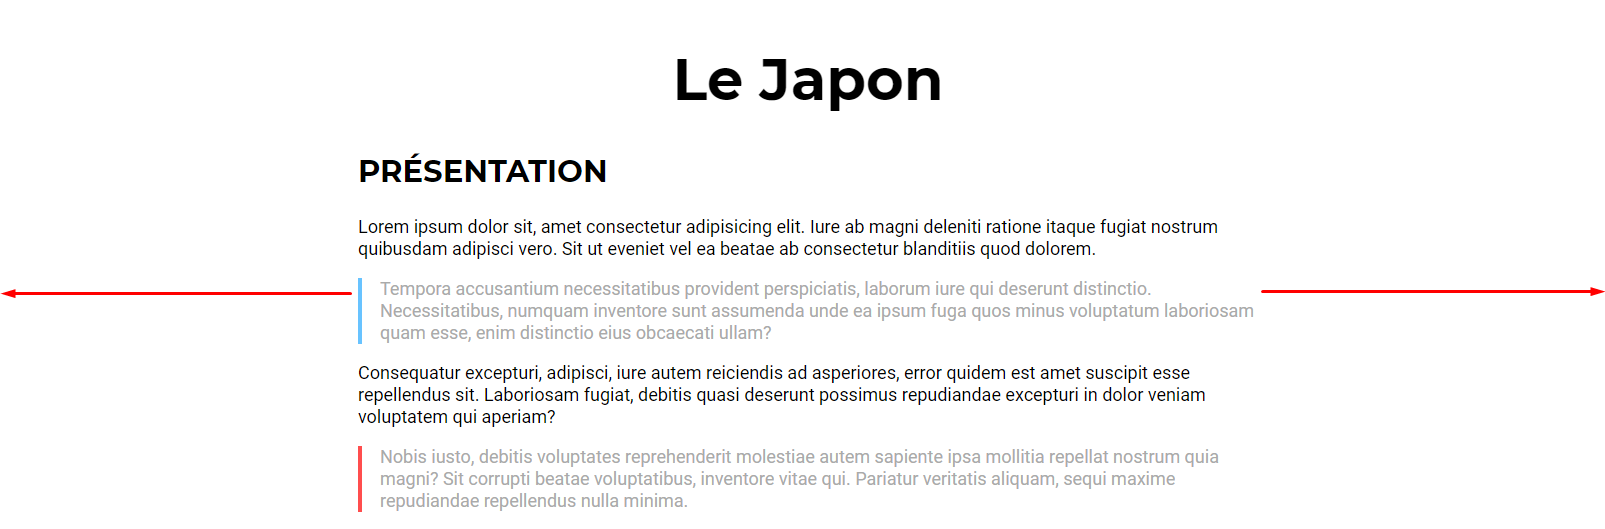 Le Japon
PRÉSENTATION
Lorem ipsum dolor sit, amet consectetur adipisicing elit. Iure ab magni deleniti ratione itaque fugiat nostrum
quibusdam adipisci vero. Sit ut eveniet vel ea beatae ab consectetur blanditiis quod dolorem.
Tempora accusantium necessitatibus provident perspiciatis, laborum iure qui deserunt distinctio.
Necessitatibus, numquam inventore sunt assumenda unde ea ipsum fuga quos minus voluptatum laboriosam
quam esse, enim distinctio eius obcaecati ullam?
Consequatur excepturi, adipisci, iure autem reiciendis ad asperiores, error quidem est amet suscipit esse
repellendus sit. Laboriosam fugiat, debitis quasi deserunt possimus repudiandae excepturi in dolor veniam
voluptatem qui aperiam?
Nobis iusto, debitis voluptates reprehenderit molestiae autem sapiente ipsa mollitia repellat nostrum quia
magni? Sit corrupti beatae voluptatibus, inventore vitae qui. Pariatur veritatis aliquam, sequi maxime
repudiandae repellendus nulla minima.